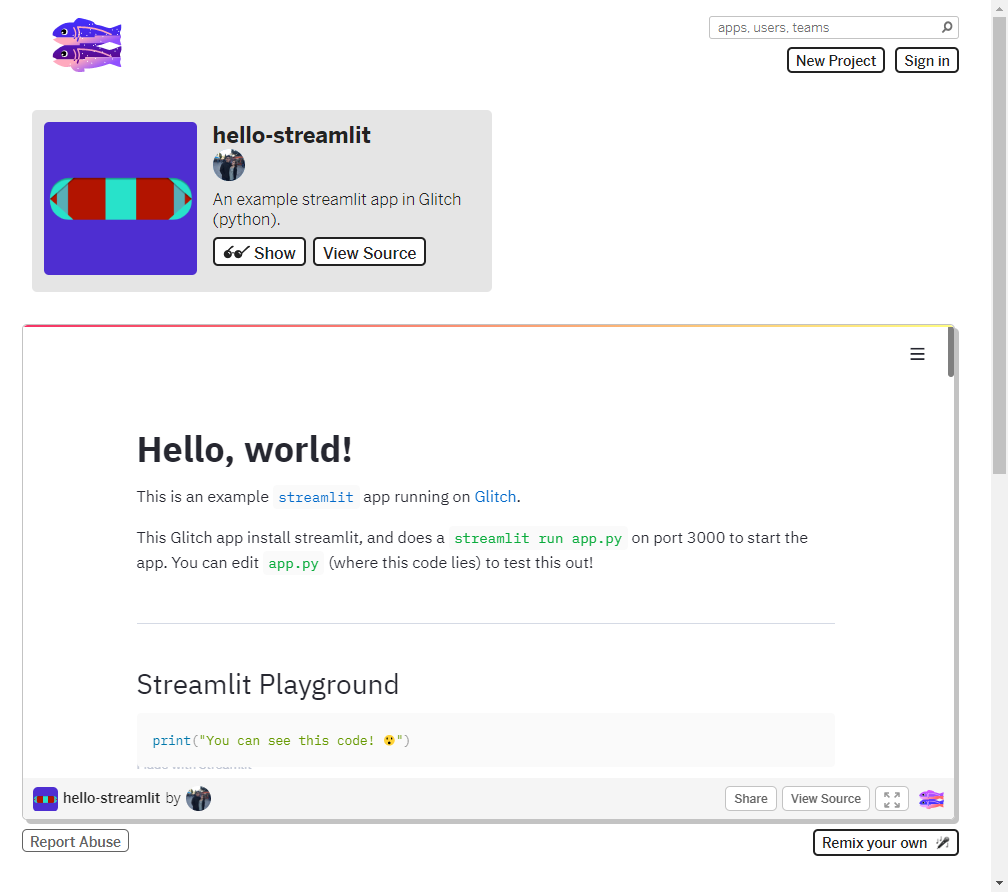 apps, users, teams
New Project
Sign in
hello-streamlit
An example streamlit app in Glitch
(python).
Show
View Source
Hello, world!
This is an example streamlit app running on Glitch.
This Glitch app install streamlit, and does a streamlit run app.py on port 3000 to start the
app. You can edit app.py (where this code lies) to test this out!
Streamlit Playground
print("You can see this code! 😮")
Made with Streamlit
hello-streamlit by
Share
View Source
Report Abuse
Remix your own